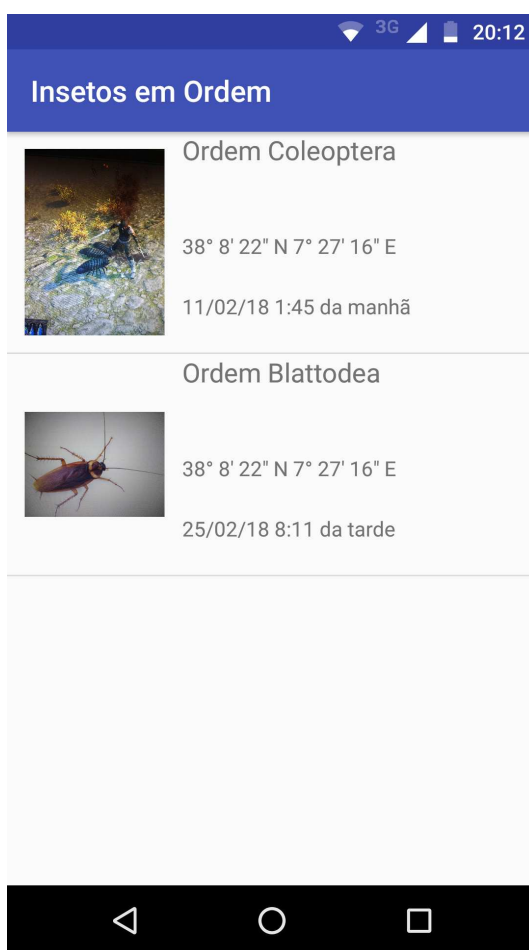 3G 20:12
Insetos em Ordem
Ordem Coleoptera
38° 8' 22" N 7° 27' 16" E
11/02/18 1:45 da manhã
Ordem Blattodea
38° 8' 22" N 7° 27' 16" E
25/02/18 8:11 da tarde